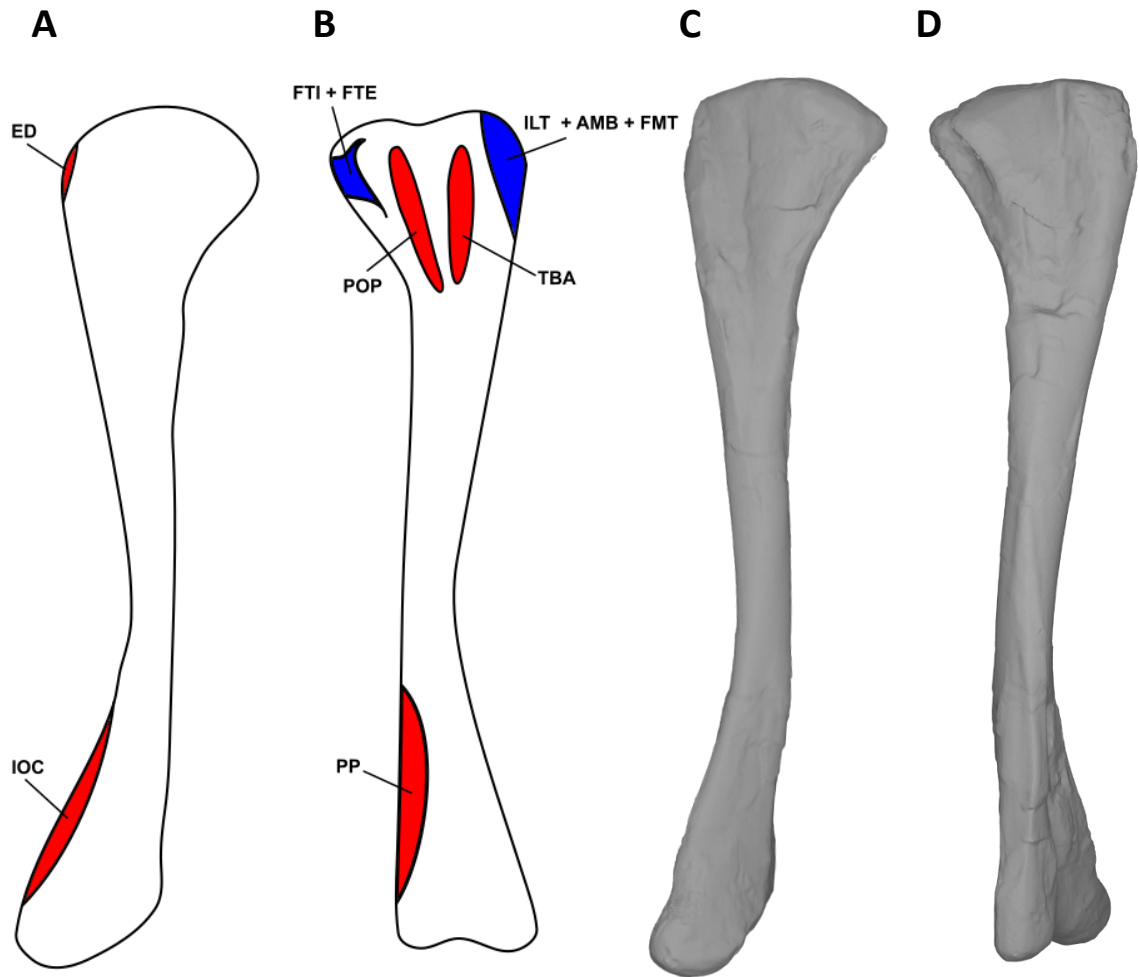 A
B
C
D
ED
FTI + FTE
ILT + AMB + FMT
POP
TBA
IOC
PP